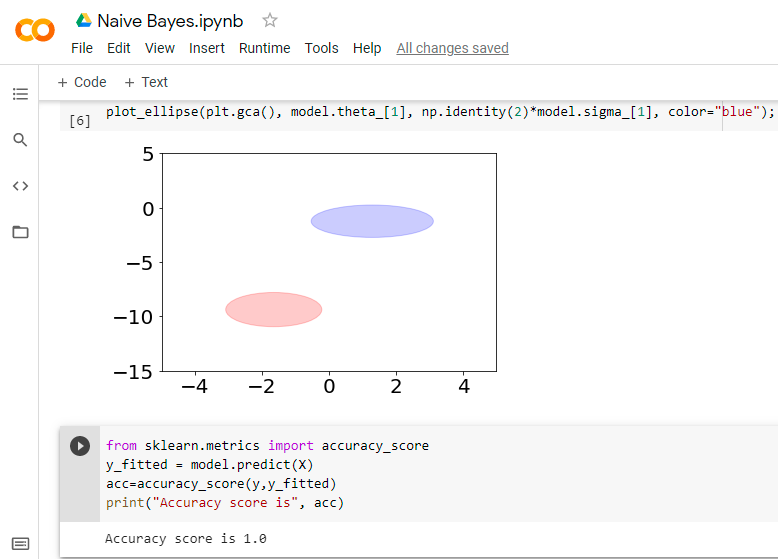 Naive Bayes.ipynb
File Edit View Insert Runtime Tools Help All changes saved
+ Code + Text
[6] plot_ellipse(plt.gca(), model.theta_[1], np.identity(2)*model.sigma_[1], color="blue");
5
0
−5
−10
−15
−4 −2 0 2 4
from sklearn.metrics import accuracy_score
y_fitted = model.predict(X)
acc=accuracy_score(y,y_fitted)
print("Accuracy score is", acc)
Accuracy score is 1.0